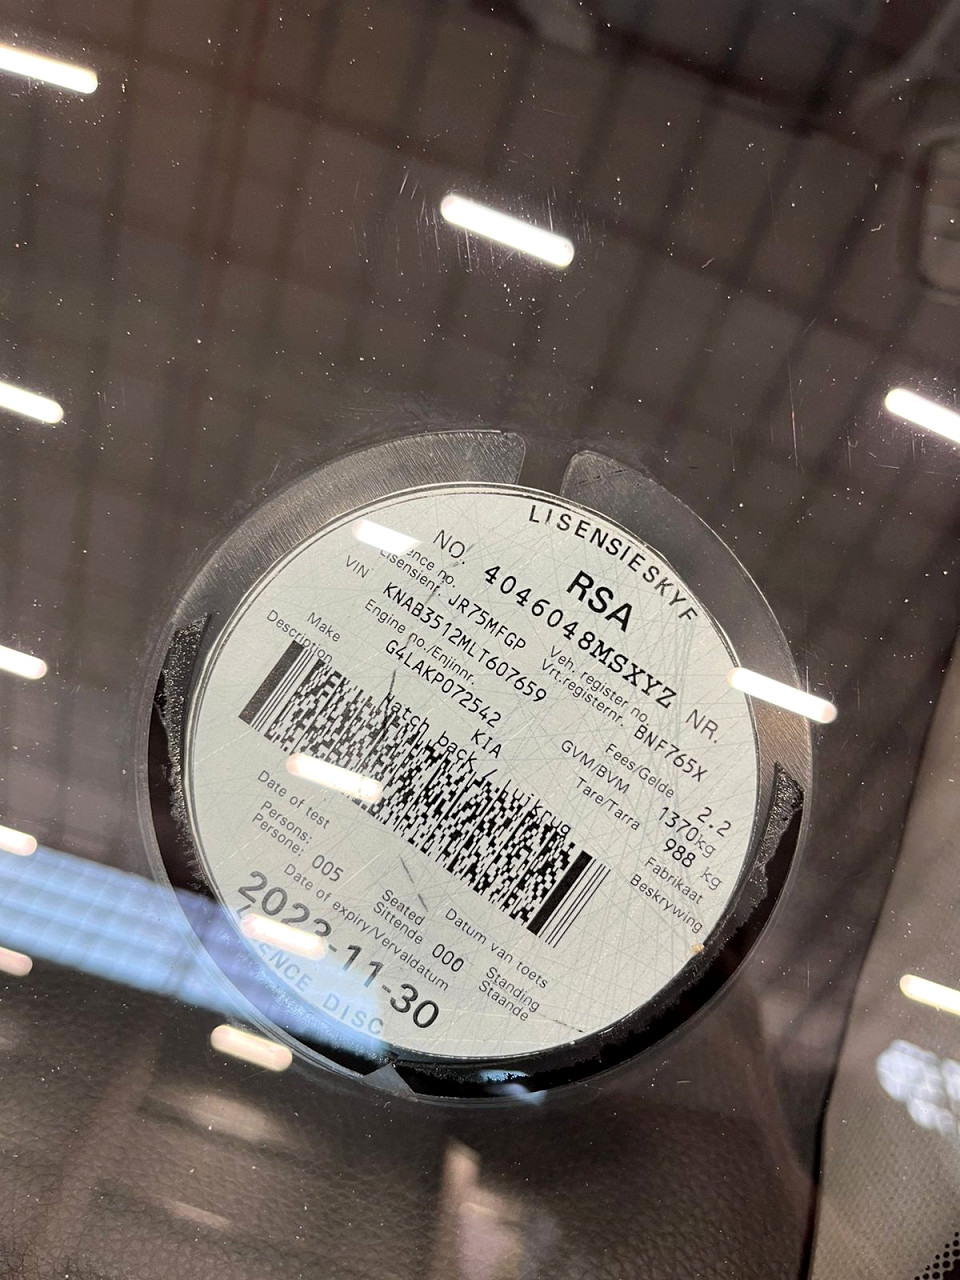 LISENSIESKYF
RSA
NO. 4046048MSXYZ NR.
ence no.
Lisensienr. JR75MFGP
Veh. register no.
Vrt.registernr. BNF765X
VIN KNAB3512MLT607659
Fees/Gelde 2.2
Engine no./Enjinnr.
G4LAKP072542
GVM/BVM 1370kg
Tare/Tarra 988 kg
Make KIA Fabrikaat
Description Hatch back / Luikrug Beskrywing
Date of test Datum van toets
Persons:
Persone: 005
Seated
Sittende 000
Standing
Staande
Date of expiry/Vervaldatum
2023-11-30
DISC